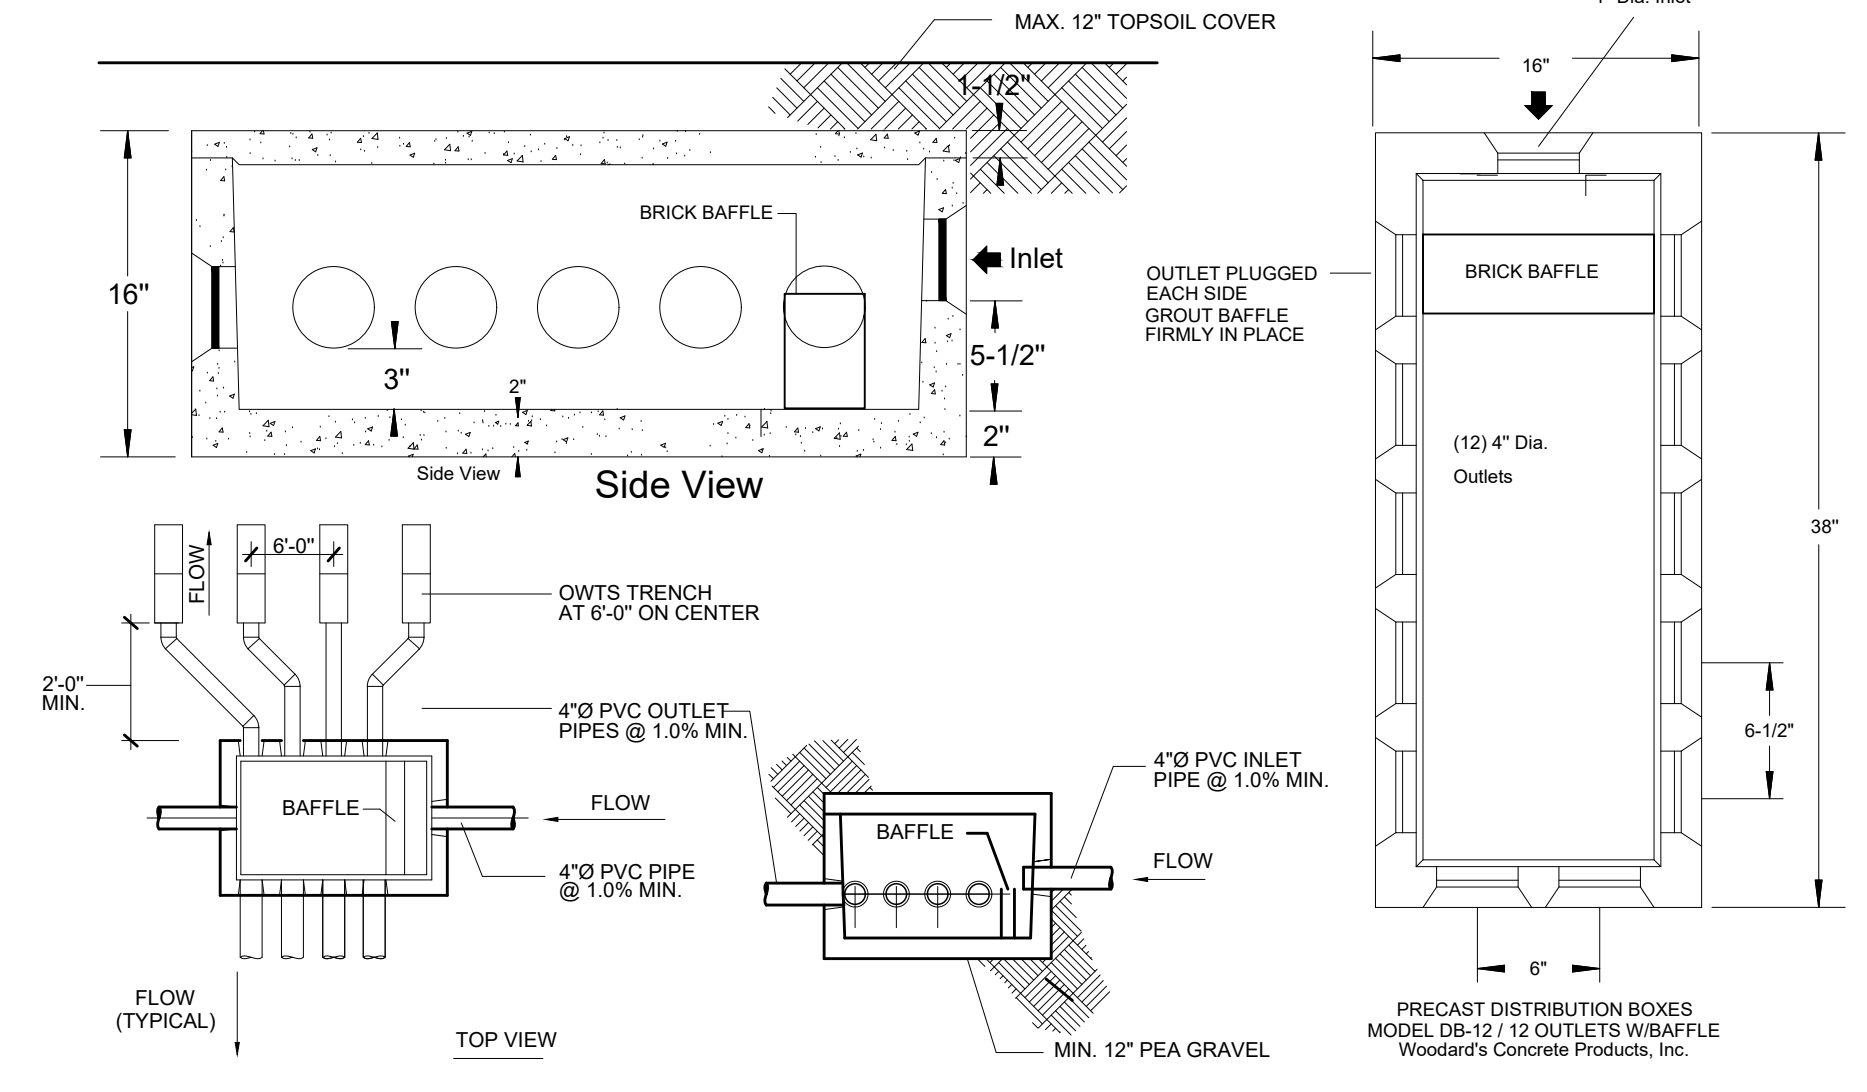 MAX. 12" TOPSOIL COVER
1-1/2"
BRICK BAFFLE
Inlet
16"
5-1/2"
3"
2"
2"
Side View
Side View
Dia. Inlet
16"
OUTLET PLUGGED
EACH SIDE
GROUT BAFFLE
FIRMLY IN PLACE
BRICK BAFFLE
(12) 4" Dia.
Outlets
38"
6-1/2"
6"
PRECAST DISTRIBUTION BOXES
MODEL DB-12 / 12 OUTLETS W/BAFFLE
Woodard's Concrete Products, Inc.
FLOW
6'-0"
OWTS TRENCH
AT 6'-0" ON CENTER
2'-0"
MIN.
4"Ø PVC OUTLET
PIPES @ 1.0% MIN.
BAFFLE
FLOW
4"Ø PVC PIPE
@ 1.0% MIN.
FLOW
(TYPICAL)
TOP VIEW
4"Ø PVC INLET
PIPE @ 1.0% MIN.
BAFFLE
FLOW
MIN. 12" PEA GRAVEL